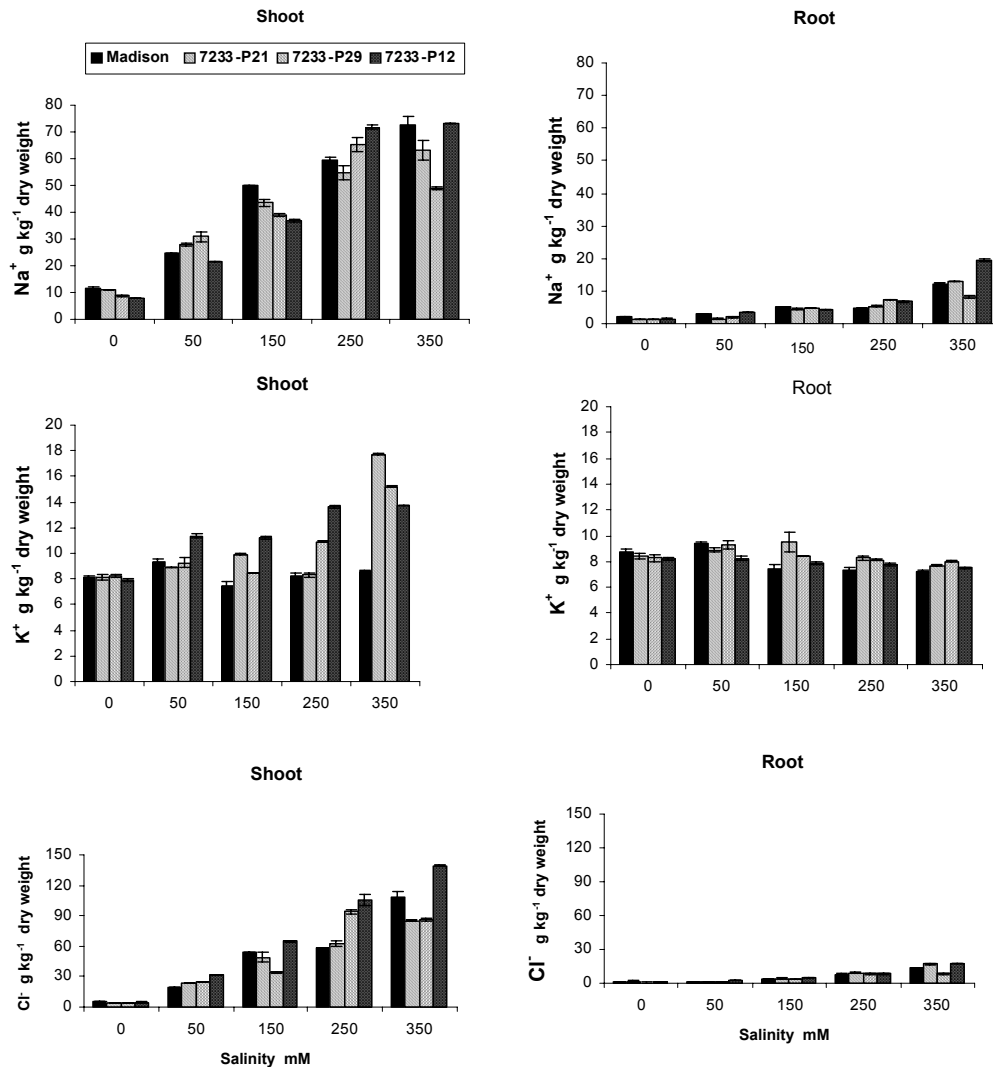 Shoot
Madison 7233-P21 7233-P29 7233-P12
Na⁺ g kg⁻¹ dry weight
80
70
60
50
40
30
20
10
0
0 50 150 250 350
Root
Na⁺ g kg⁻¹ dry weight
80
70
60
50
40
30
20
10
0
0 50 150 250 350
Shoot
K⁺ g kg⁻¹ dry weight
20
18
16
14
12
10
8
6
4
2
0
0 50 150 250 350
Root
K⁺ g kg⁻¹ dry weight
20
18
16
14
12
10
8
6
4
2
0
0 50 150 250 350
Shoot
Cl⁻ g kg⁻¹ dry weight
150
120
90
60
30
0
0 50 150 250 350
Salinity mM
Root
Cl⁻ g kg⁻¹ dry weight
150
120
90
60
30
0
0 50 150 250 350
Salinity mM